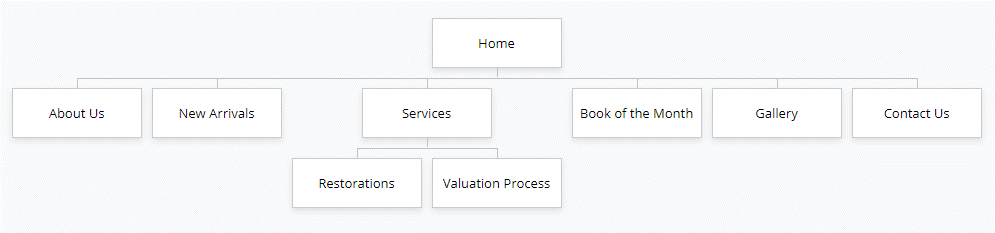 Home
About Us
New Arrivals
Services
Book of the Month
Gallery
Contact Us
Restorations
Valuation Process